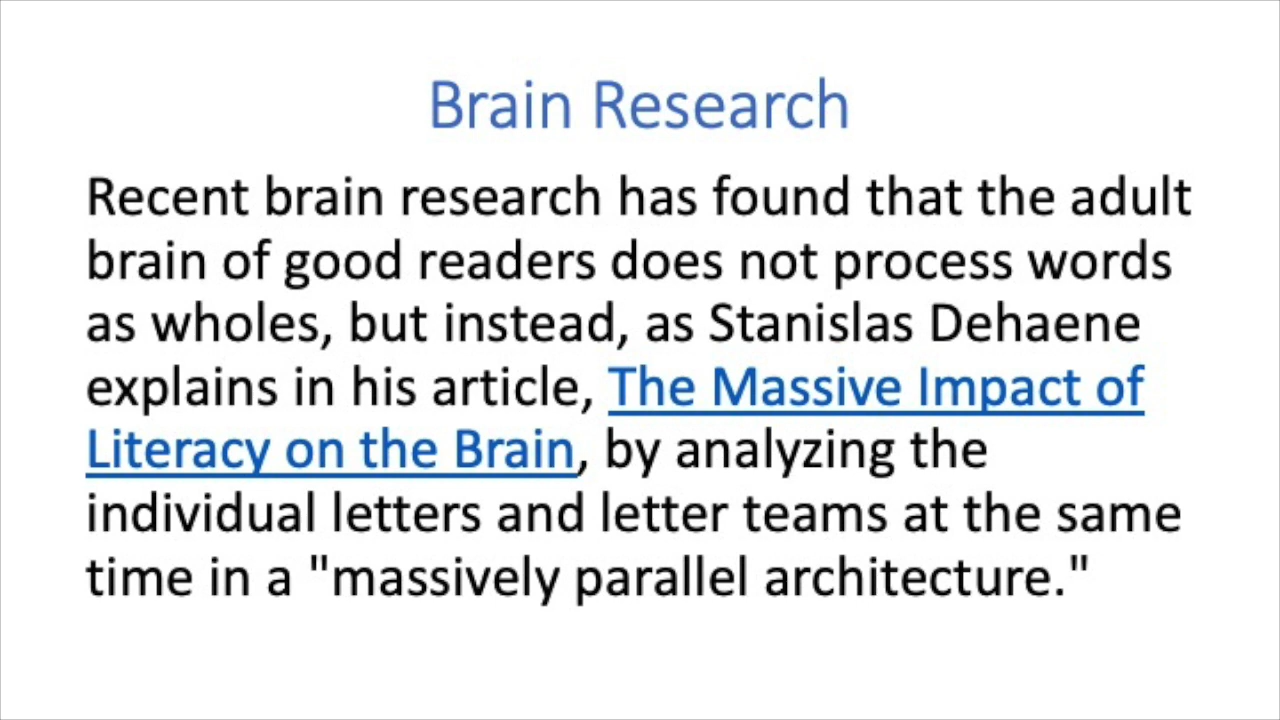 Brain Research
Recent brain research has found that the adult
brain of good readers does not process words
as wholes, but instead, as Stanislas Dehaene
explains in his article, The Massive Impact of
Literacy on the Brain, by analyzing the
individual letters and letter teams at the same
time in a "massively parallel architecture."